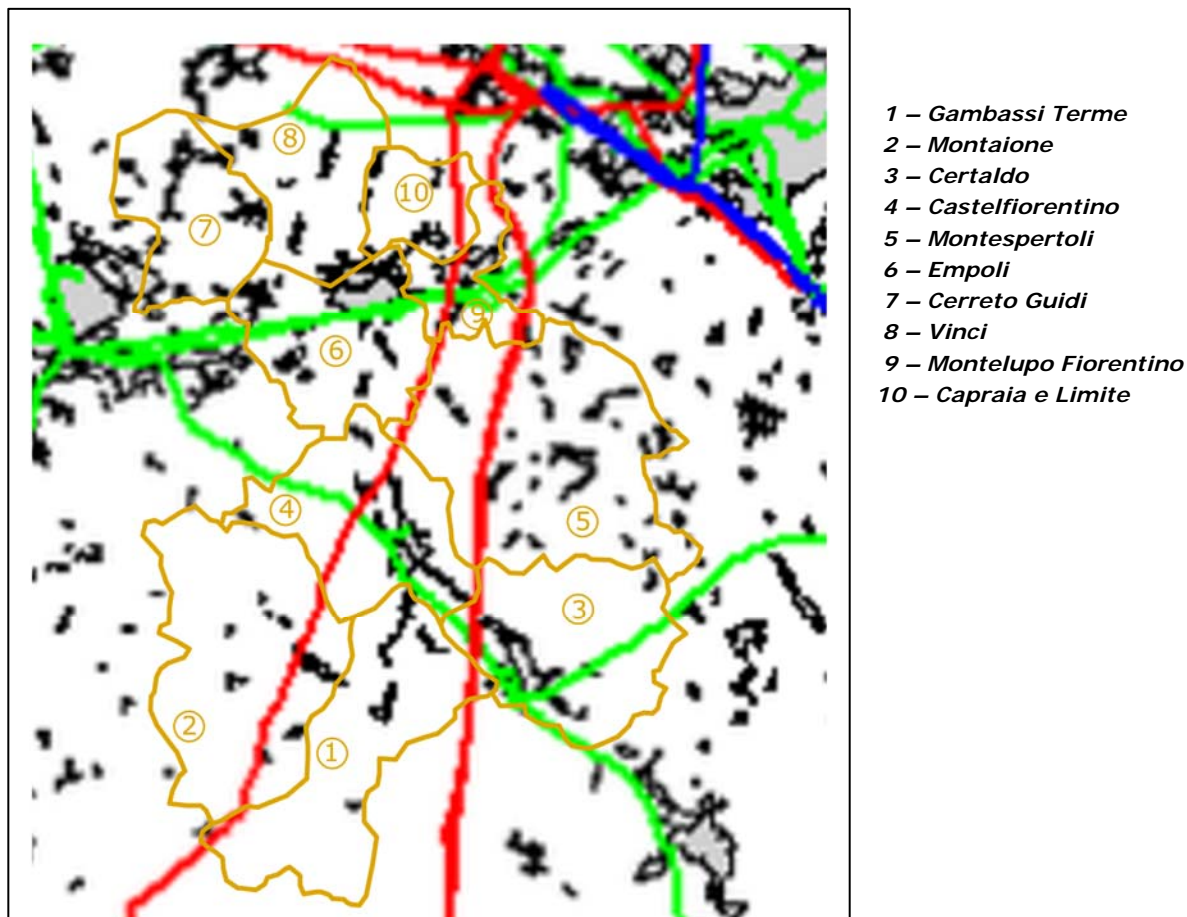 8
10
7
9
6
5
4
3
2
1
1 – Gambassi Terme
2 – Montaione
3 – Certaldo
4 – Castelfiorentino
5 – Montespertoli
6 – Empoli
7 – Cerreto Guidi
8 – Vinci
9 – Montelupo Fiorentino
10 – Capraia e Limite